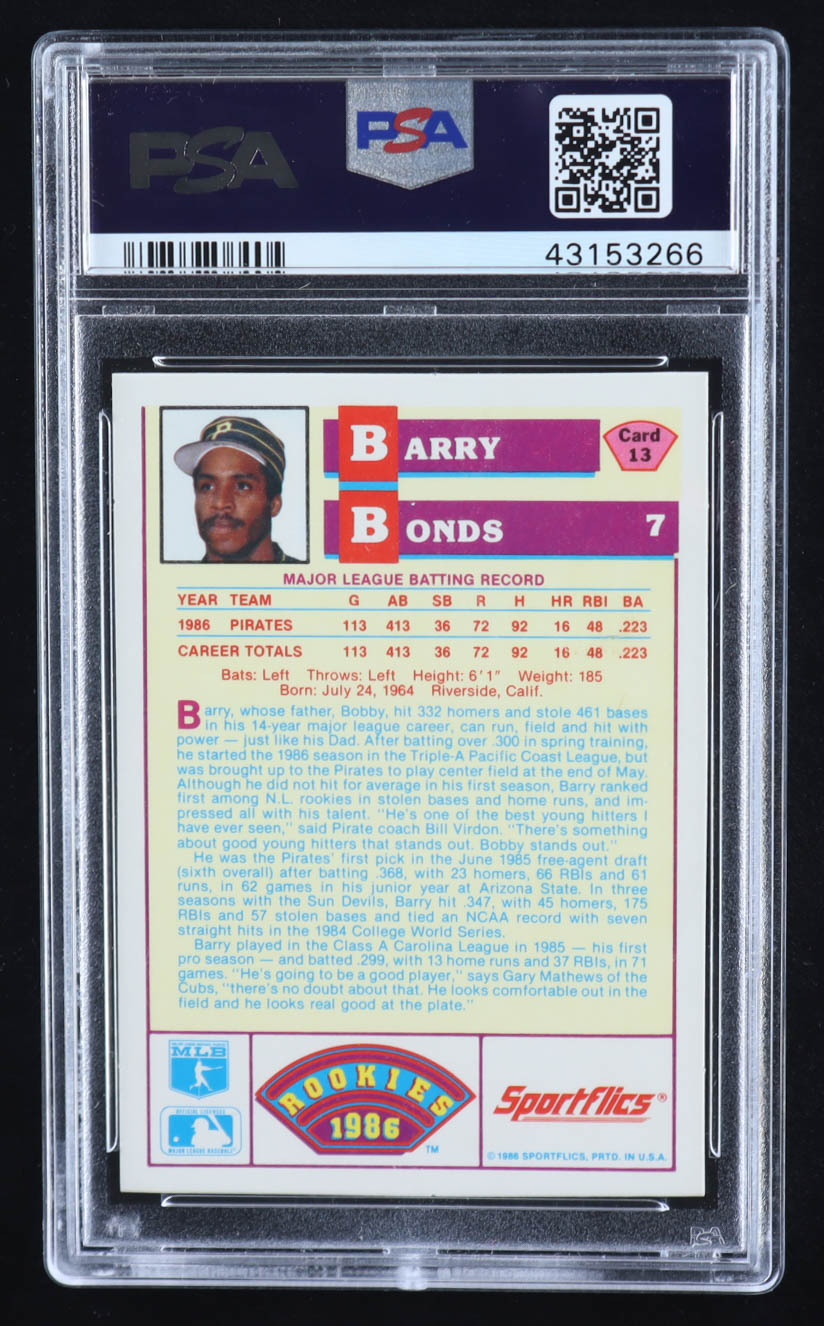 PSA
PSA
43153266
BARRY
Card
13
BONDS 7
MAJOR LEAGUE BATTING RECORD
YEAR TEAM G AB SB R H HR RBI BA
1986 PIRATES 113 413 36 72 92 16 48 .223
CAREER TOTALS 113 413 36 72 92 16 48 .223
Bats: Left Throws: Left Height: 6'1" Weight: 185
Born: July 24, 1964 Riverside, Calif.
Barry, whose father, Bobby, hit 332 homers and stole 461 bases
in his 14-year major league career, can run, field and hit with
power — just like his Dad. After batting over .300 in spring training,
he started the 1986 season in the Triple-A Pacific Coast League, but
was brought up to the Pirates to play center field at the end of May.
Although he did not hit for average in his first season, Barry ranked
first among N.L. rookies in stolen bases and home runs, and im-
pressed all with his talent. "He's one of the best young hitters I
have ever seen," said Pirate coach Bill Virdon. "There's something
about good young hitters that stands out. Bobby stands out."
He was the Pirates' first pick in the June 1985 free-agent draft
(sixth overall) after batting .368, with 23 homers, 66 RBIs and 61
runs, in 62 games in his junior year at Arizona State. In three
seasons with the Sun Devils, Barry hit .347, with 45 homers, 175
RBIs and 57 stolen bases and tied an NCAA record with seven
straight hits in the 1984 College World Series.
Barry played in the Class A Carolina League in 1985 — his first
pro season — and batted .299, with 13 home runs and 37 RBIs, in 71
games. "He's going to be a good player," says Gary Mathews of the
Cubs, "there's no doubt about that. He looks comfortable out in the
field and he looks real good at the plate."
MLB
OFFICIAL LICENSEE
MAJOR LEAGUE BASEBALL
ROOKIES
1986
TM
Sportflics®
© 1986 SPORTFLICS, PRTD. IN U.S.A.
PSA